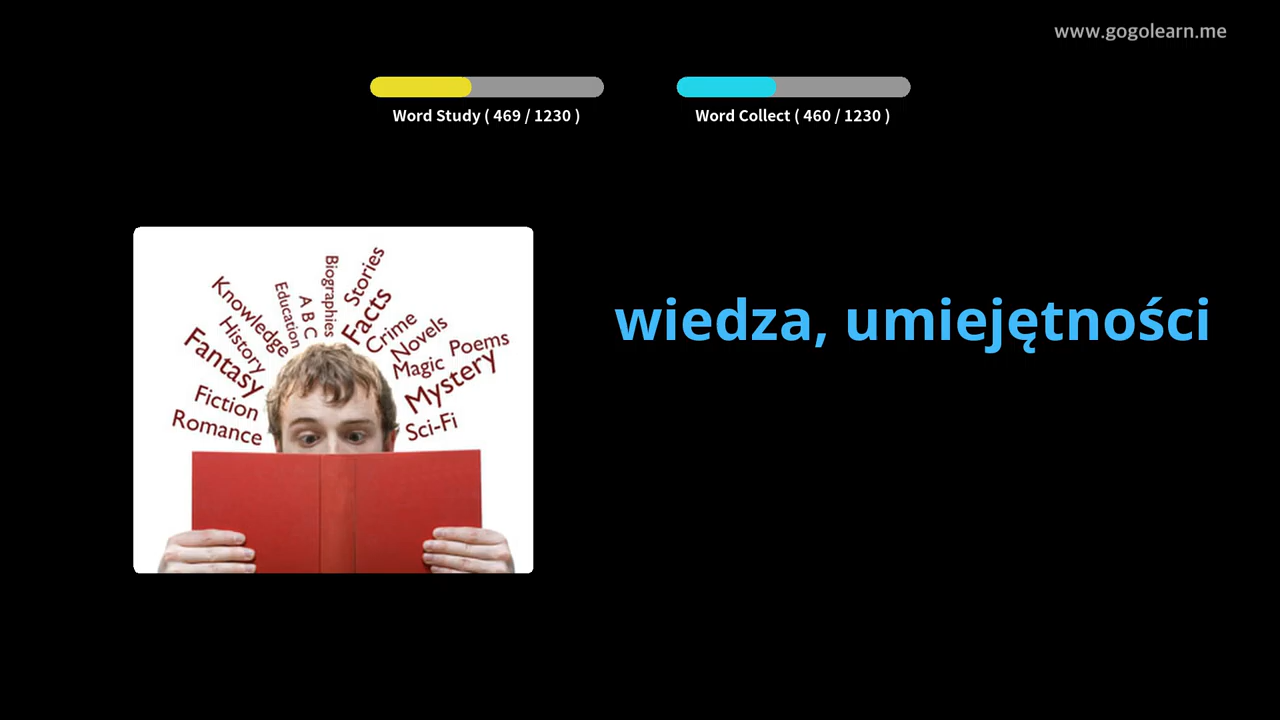 www.gogolearn.me
Word Study ( 469 / 1230 )
Word Collect ( 460 / 1230 )
wiedza, umiejętności
Biographies
Stories
Facts
A B C
Education
Knowledge
History
Fantasy
Fiction
Romance
Crime
Novels
Magic
Poems
Mystery
Sci-Fi